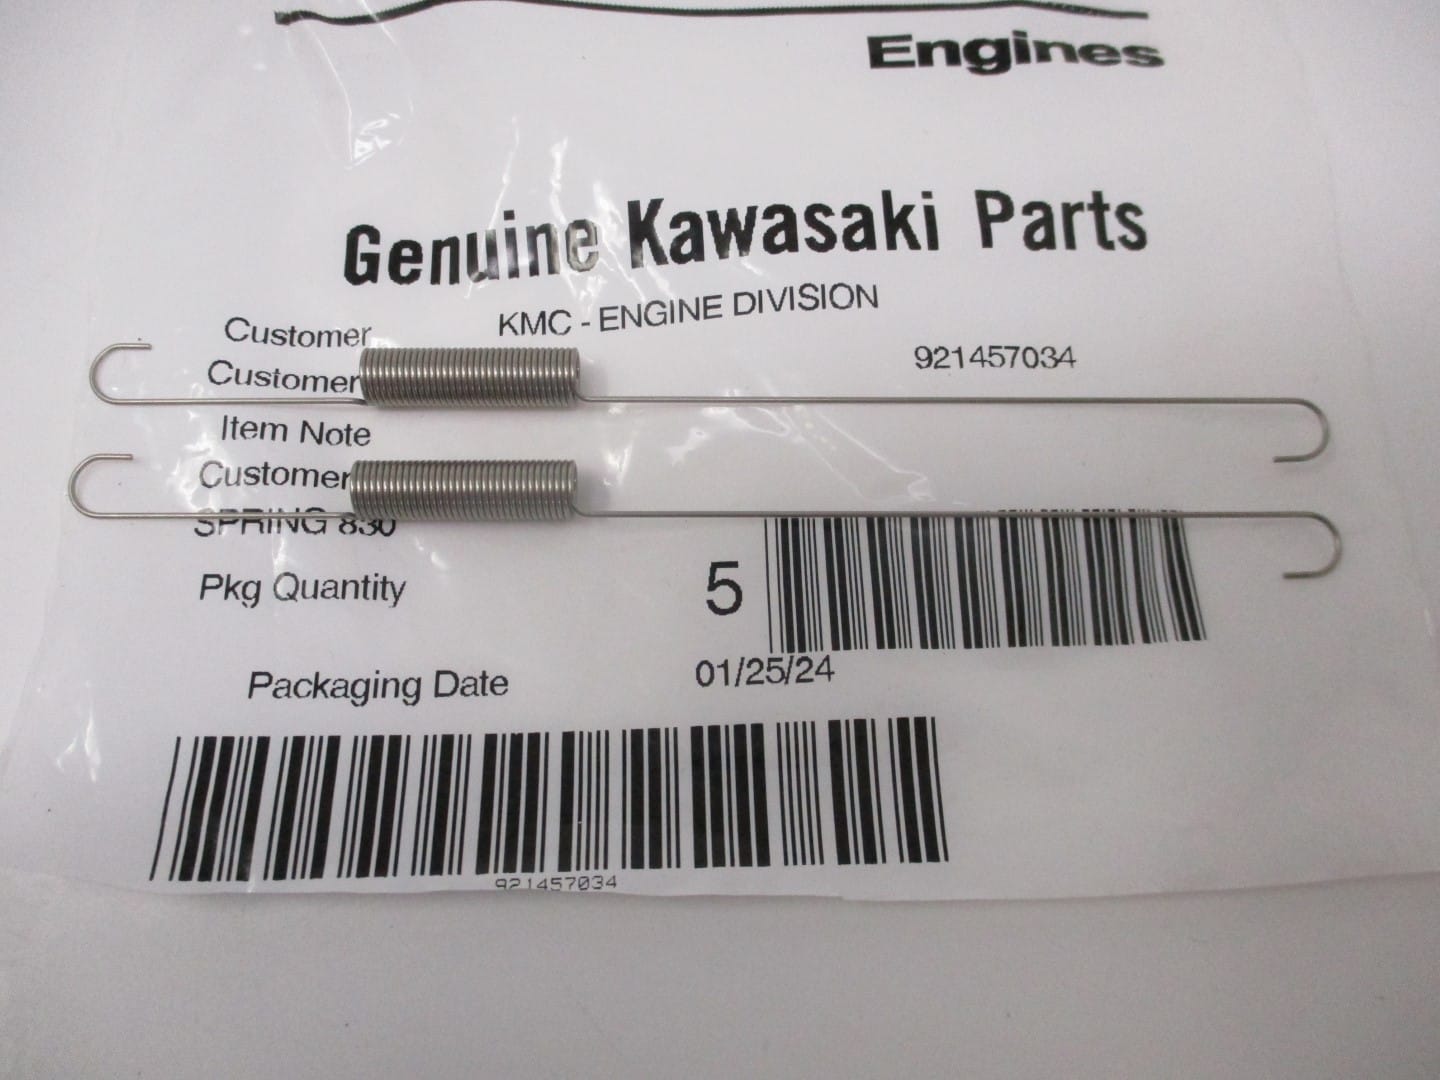 Engines
Genuine Kawasaki Parts
KMC - ENGINE DIVISION
Customer
Customer 921457034
Item Note
Customer
SPRING 830
Pkg Quantity 5
Packaging Date 01/25/24
921457034